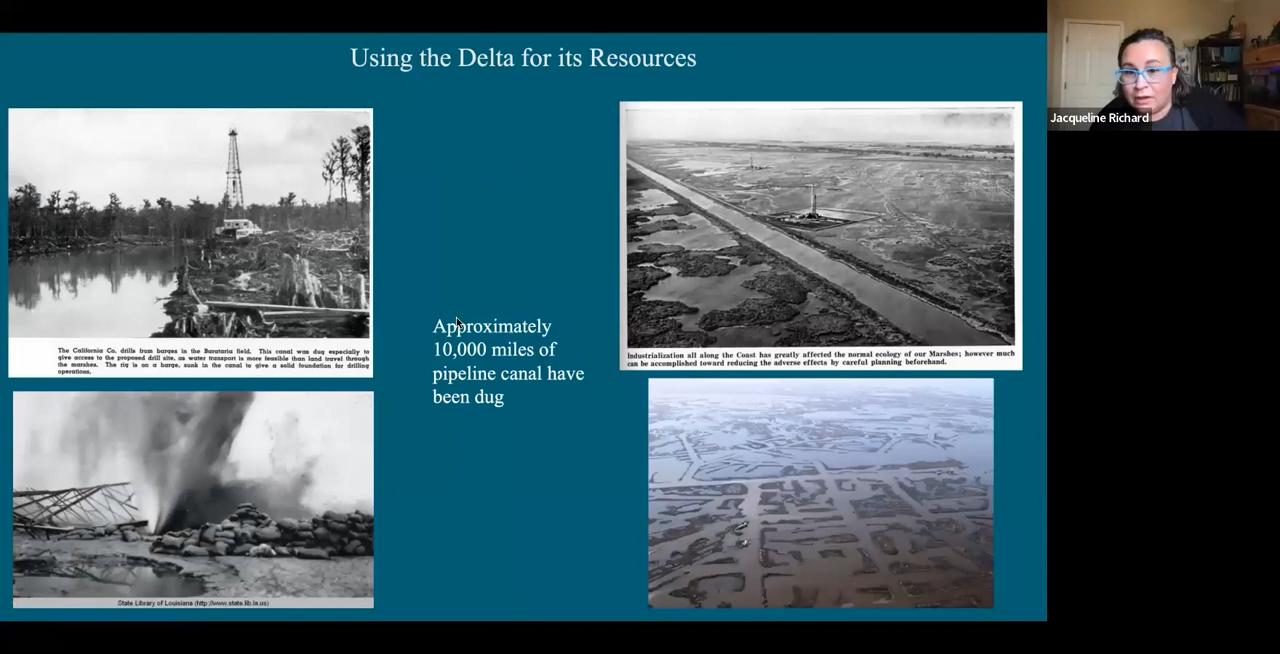 Using the Delta for its Resources
Jacqueline Richard
The California Co. drills from barges in the Barataria field. This canal was dug especially to
give access to the proposed drill site, as water transport is more feasible than land travel through
the marshes. The rig is on a barge, sunk in the canal to give a solid foundation for drilling
operations.
Industrialization all along the Coast has greatly affected the normal ecology of our Marshes; however much
can be accomplished toward reducing the adverse effects by careful planning beforehand.
Approximately
10,000 miles of
pipeline canal have
been dug
State Library of Louisiana (http://www.state.lib.la.us)